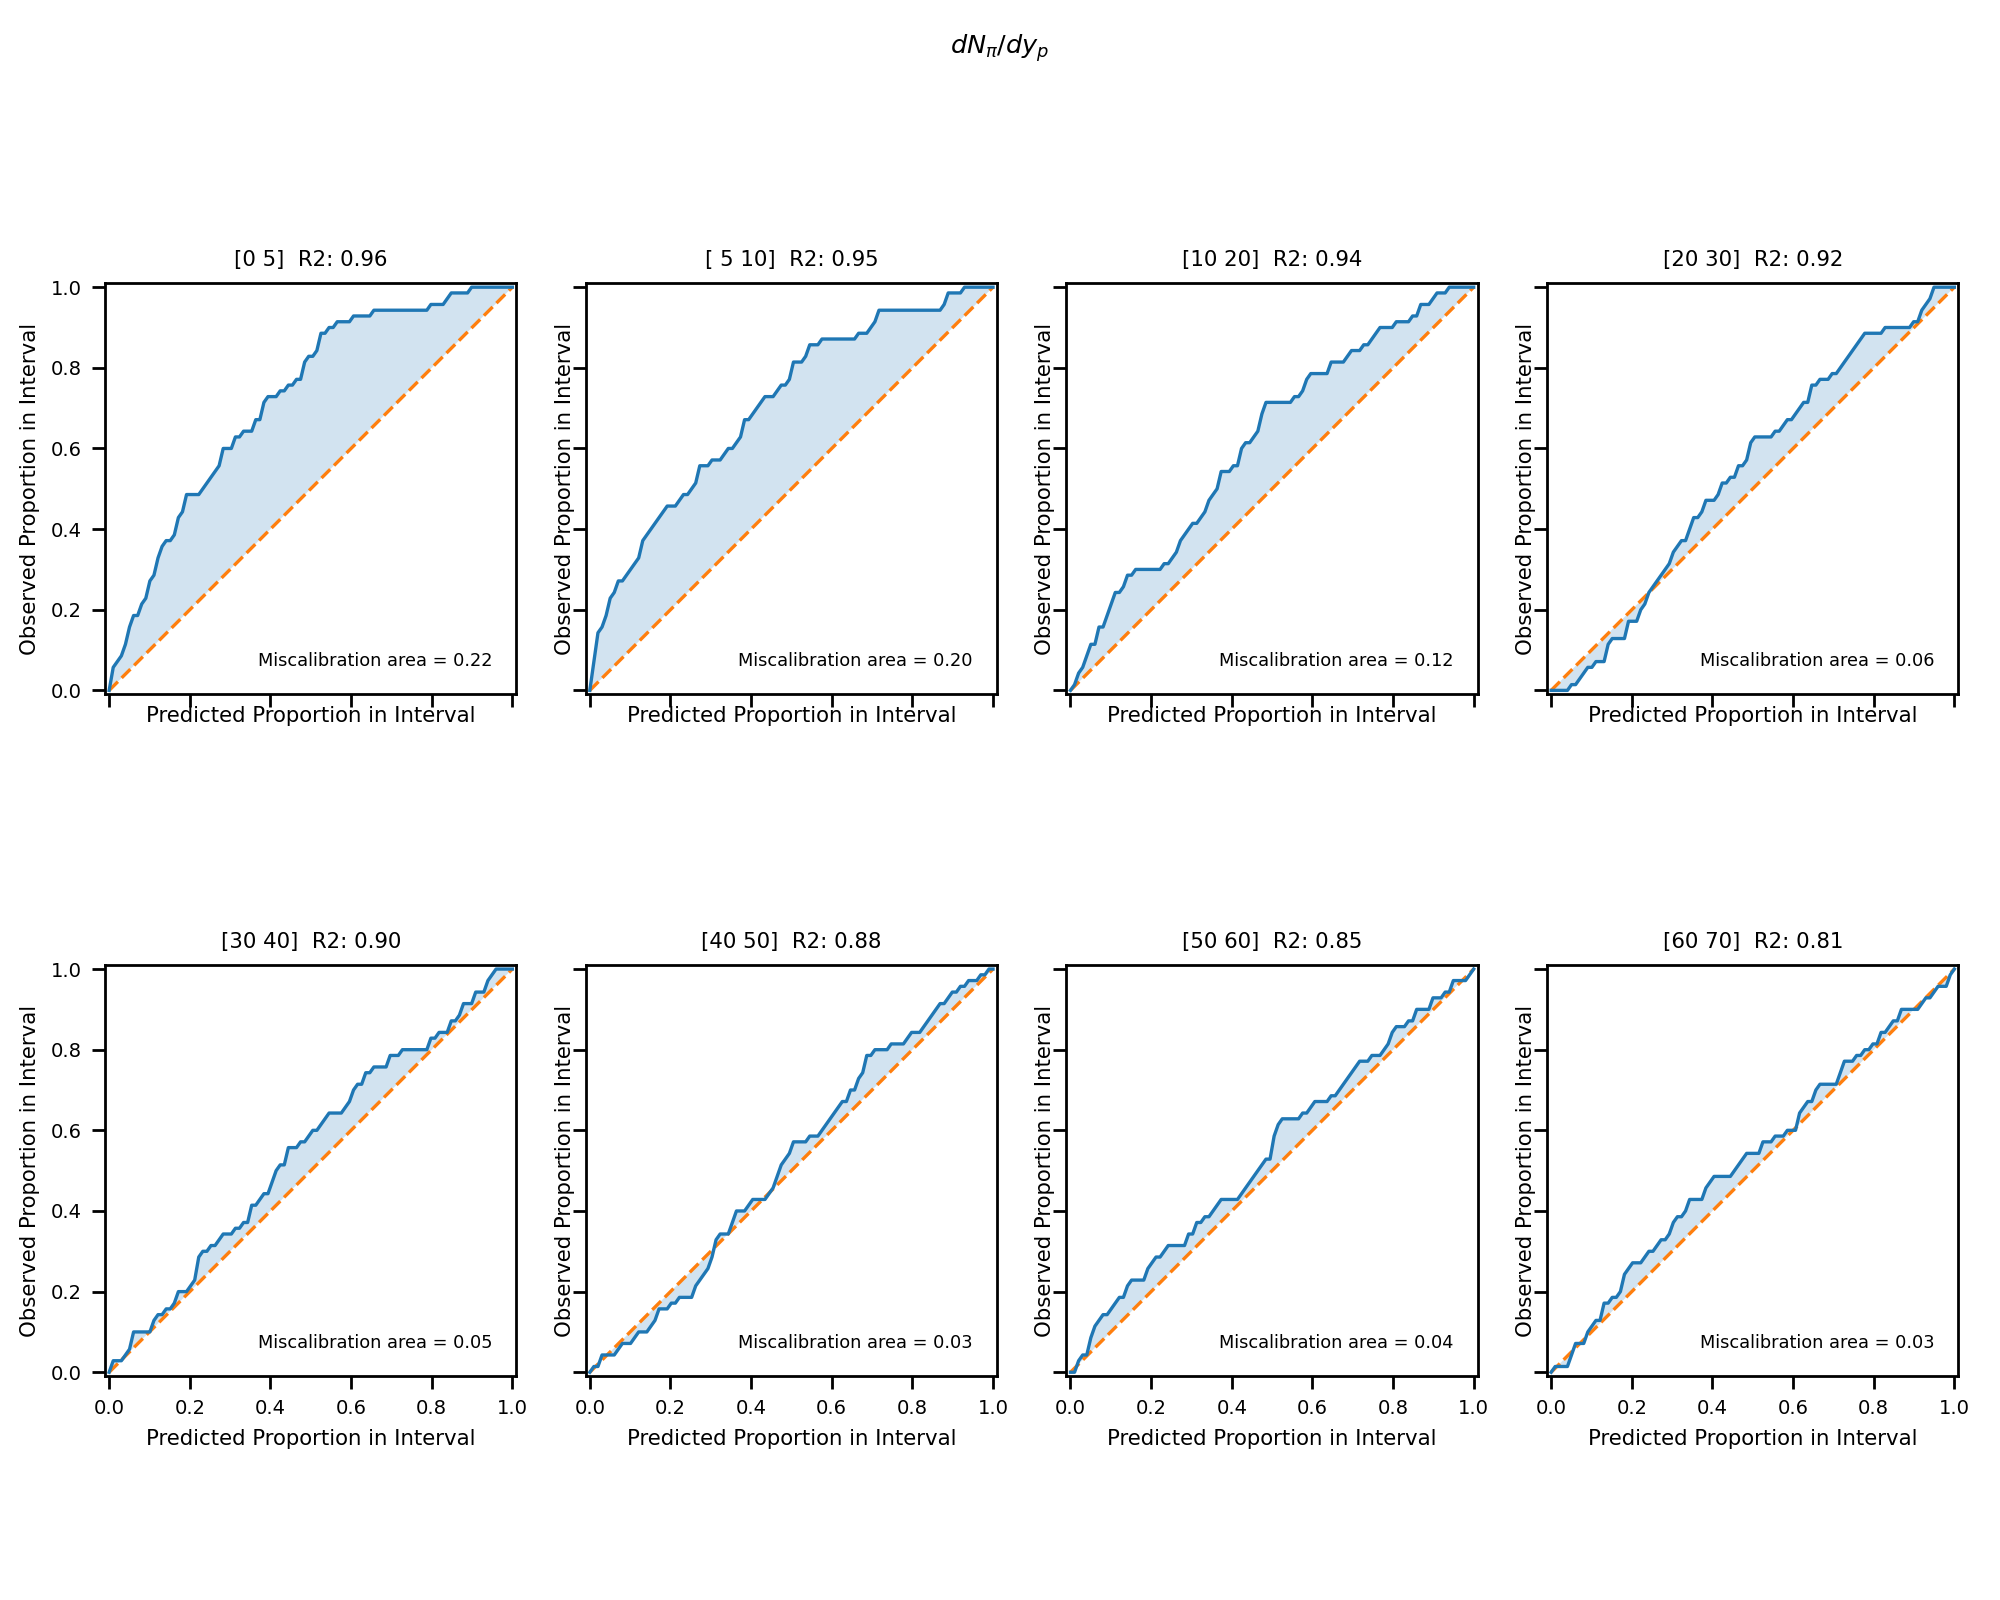 dNπ/dyp
[0 5]  R2: 0.96
[ 5 10]  R2: 0.95
[10 20]  R2: 0.94
[20 30]  R2: 0.92
Observed Proportion in Interval
1.0
0.8
0.6
0.4
0.2
0.0
Miscalibration area = 0.22
Predicted Proportion in Interval
Observed Proportion in Interval
Miscalibration area = 0.20
Predicted Proportion in Interval
Observed Proportion in Interval
Miscalibration area = 0.12
Predicted Proportion in Interval
Observed Proportion in Interval
Miscalibration area = 0.06
Predicted Proportion in Interval
[30 40]  R2: 0.90
[40 50]  R2: 0.88
[50 60]  R2: 0.85
[60 70]  R2: 0.81
Observed Proportion in Interval
1.0
0.8
0.6
0.4
0.2
0.0
Miscalibration area = 0.05
0.0 0.2 0.4 0.6 0.8 1.0
Predicted Proportion in Interval
Observed Proportion in Interval
Miscalibration area = 0.03
0.0 0.2 0.4 0.6 0.8 1.0
Predicted Proportion in Interval
Observed Proportion in Interval
Miscalibration area = 0.04
0.0 0.2 0.4 0.6 0.8 1.0
Predicted Proportion in Interval
Observed Proportion in Interval
Miscalibration area = 0.03
0.0 0.2 0.4 0.6 0.8 1.0
Predicted Proportion in Interval